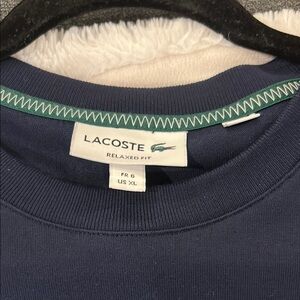 LACOSTE
RELAXED FIT
FR 6
US XL